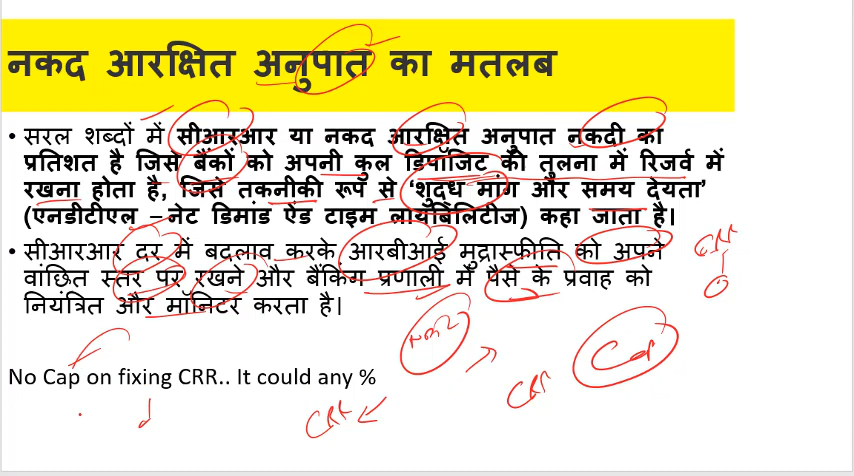 नकद आरक्षित अनुपात का मतलब
• सरल शब्दों में सीआरआर या नकद आरक्षित अनुपात नकदी का
प्रतिशत है जिसे बैंकों को अपनी कुल डिपॉजिट की तुलना में रिजर्व में
रखना होता है, जिसे तकनीकी रूप से ‘शुद्ध मांग और समय देयता’
(एनडीटीएल – नेट डिमांड ऐंड टाइम लायबिलिटीज) कहा जाता है।
• सीआरआर दर में बदलाव करके आरबीआई मुद्रास्फीति को अपने
वांछित स्तर पर रखने और बैंकिंग प्रणाली में पैसे के प्रवाह को
नियंत्रित और मॉनिटर करता है।
CRR
No Cap on fixing CRR.. It could any %
CRR
CRR